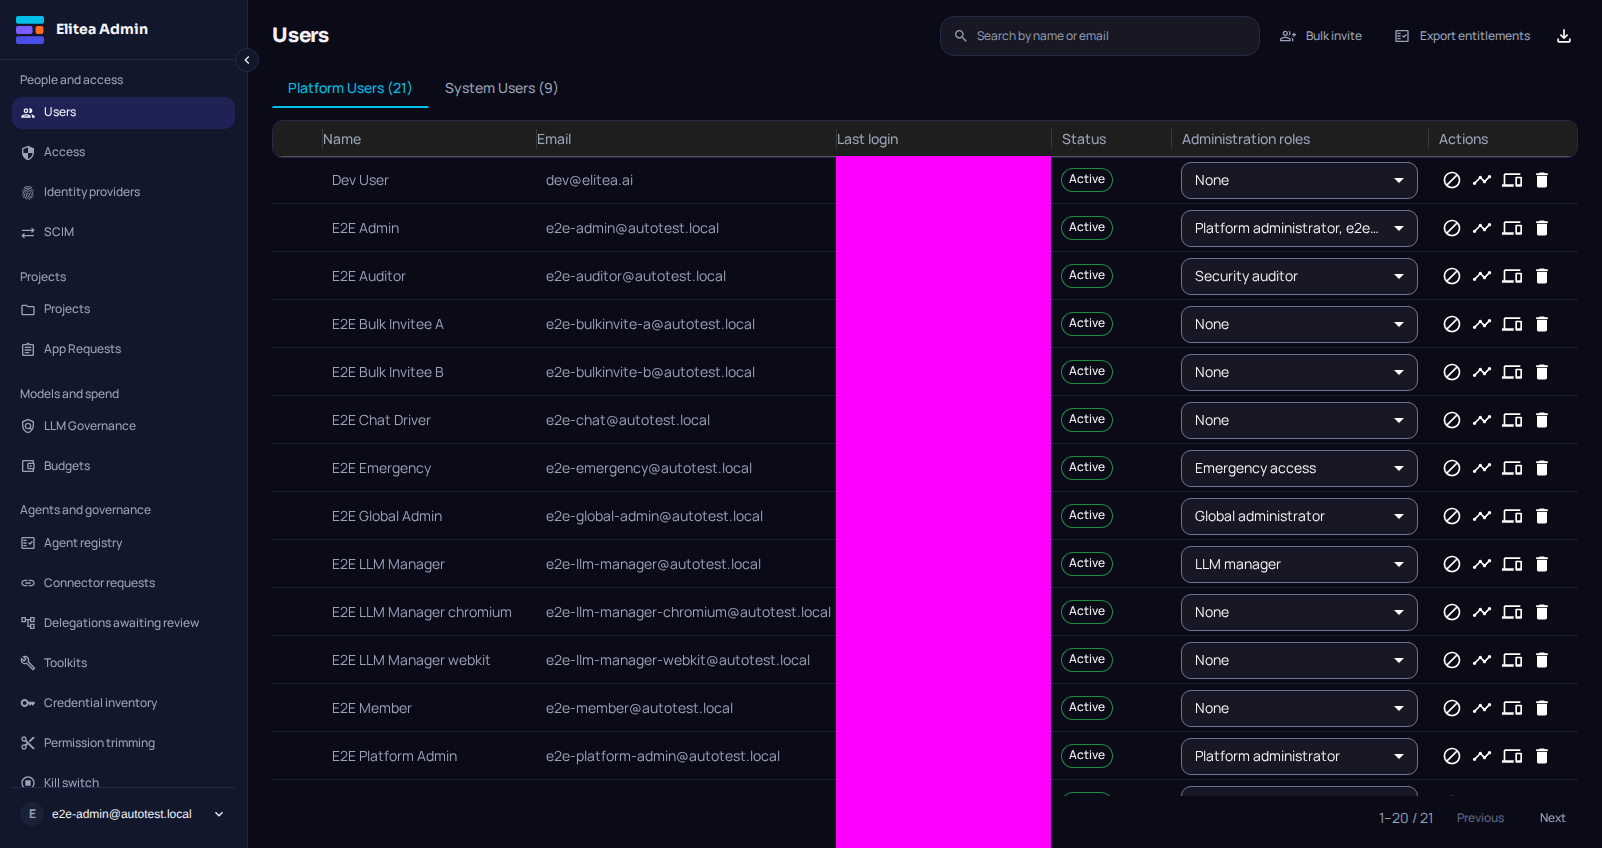 Elitea Admin
People and access
Users
Access
Identity providers
SCIM
Projects
Projects
App Requests
Models and spend
LLM Governance
Budgets
Agents and governance
Agent registry
Connector requests
Delegations awaiting review
Toolkits
Credential inventory
Permission trimming
Kill switch
E e2e-admin@autotest.local
Users
Search by name or email
Bulk invite
Export entitlements
Platform Users (21) System Users (9)
Name Email Last login Status Administration roles Actions
Dev User dev@elitea.ai Active None
E2E Admin e2e-admin@autotest.local Active Platform administrator, e2e...
E2E Auditor e2e-auditor@autotest.local Active Security auditor
E2E Bulk Invitee A e2e-bulkinvite-a@autotest.local Active None
E2E Bulk Invitee B e2e-bulkinvite-b@autotest.local Active None
E2E Chat Driver e2e-chat@autotest.local Active None
E2E Emergency e2e-emergency@autotest.local Active Emergency access
E2E Global Admin e2e-global-admin@autotest.local Active Global administrator
E2E LLM Manager e2e-llm-manager@autotest.local Active LLM manager
E2E LLM Manager chromium e2e-llm-manager-chromium@autotest.local Active None
E2E LLM Manager webkit e2e-llm-manager-webkit@autotest.local Active None
E2E Member e2e-member@autotest.local Active None
E2E Platform Admin e2e-platform-admin@autotest.local Active Platform administrator
1–20 / 21 Previous Next